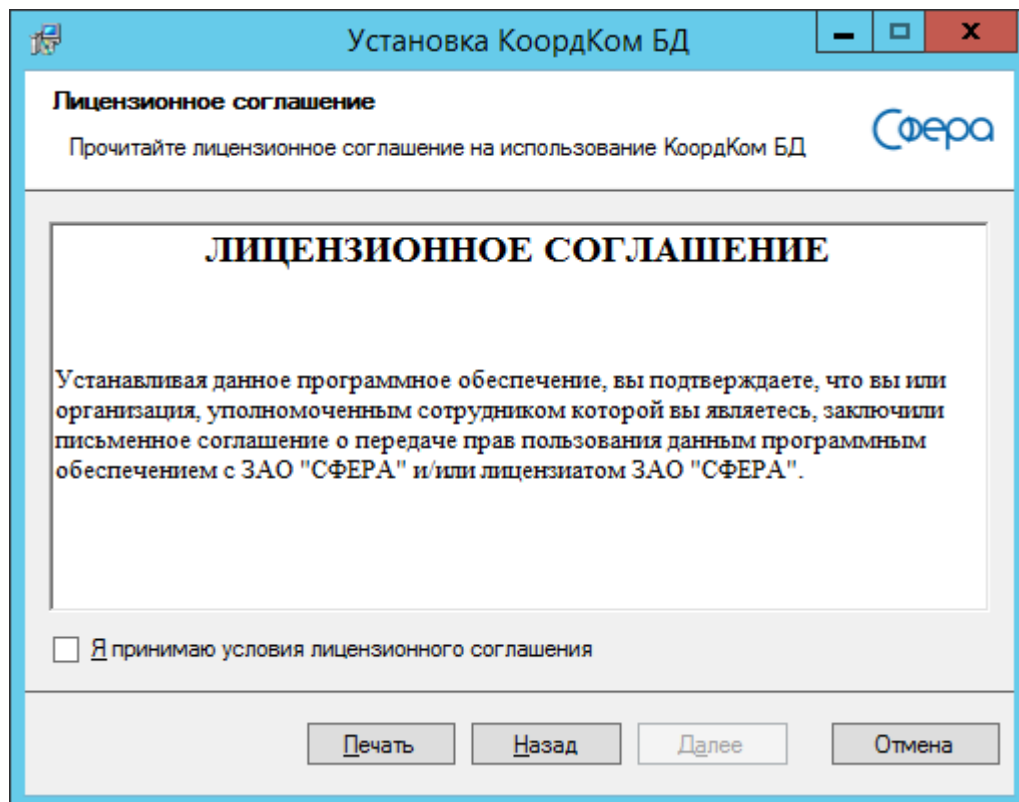 Установка КоордКом БД
x
Лицензионное соглашение
Сфера
Прочитайте лицензионное соглашение на использование КоордКом БД
ЛИЦЕНЗИОННОЕ СОГЛАШЕНИЕ
Устанавливая данное программное обеспечение, вы подтверждаете, что вы или
организация, уполномоченным сотрудником которой вы являетесь, заключили
письменное соглашение о передаче прав пользования данным программным
обеспечением с ЗАО "СФЕРА" и/или лицензиатом ЗАО "СФЕРА".
Я принимаю условия лицензионного соглашения
Печать Назад Далее Отмена